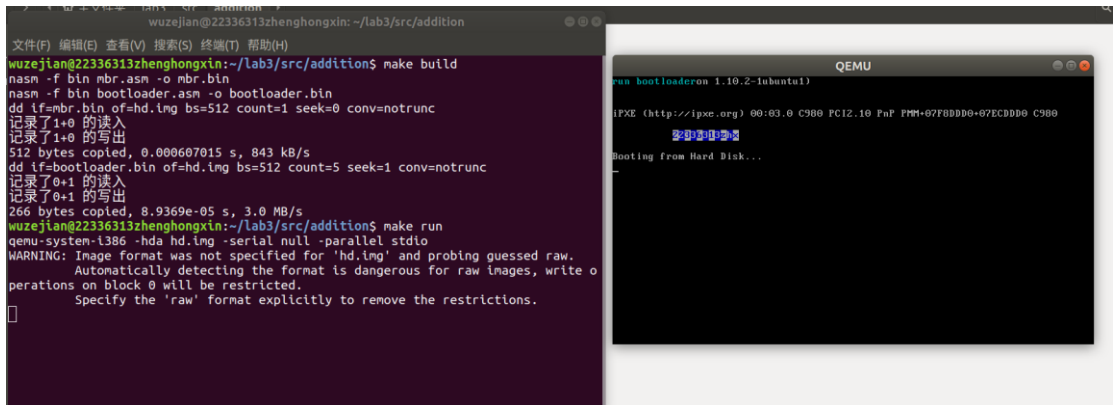 wuzejian@22336313zhenghongxin: ~/lab3/src/addition
文件(F) 编辑(E) 查看(V) 搜索(S) 终端(T) 帮助(H)
wuzejian@22336313zhenghongxin:~/lab3/src/addition$ make build
nasm -f bin mbr.asm -o mbr.bin
nasm -f bin bootloader.asm -o bootloader.bin
dd if=mbr.bin of=hd.img bs=512 count=1 seek=0 conv=notrunc
记录了1+0 的读入
记录了1+0 的写出
512 bytes copied, 0.000607015 s, 843 kB/s
dd if=bootloader.bin of=hd.img bs=512 count=5 seek=1 conv=notrunc
记录了0+1 的读入
记录了0+1 的写出
266 bytes copied, 8.9369e-05 s, 3.0 MB/s
wuzejian@22336313zhenghongxin:~/lab3/src/addition$ make run
qemu-system-i386 -hda hd.img -serial null -parallel stdio
WARNING: Image format was not specified for 'hd.img' and probing guessed raw.
Automatically detecting the format is dangerous for raw images, write o
perations on block 0 will be restricted.
Specify the 'raw' format explicitly to remove the restrictions.
QEMU
run bootloaderon 1.10.2-1ubuntu1)
iPXE (http://ipxe.org) 00:03.0 C980 PCI2.10 PnP PMM+07F8DDD0+07ECDDD0 C980
Booting from Hard Disk...